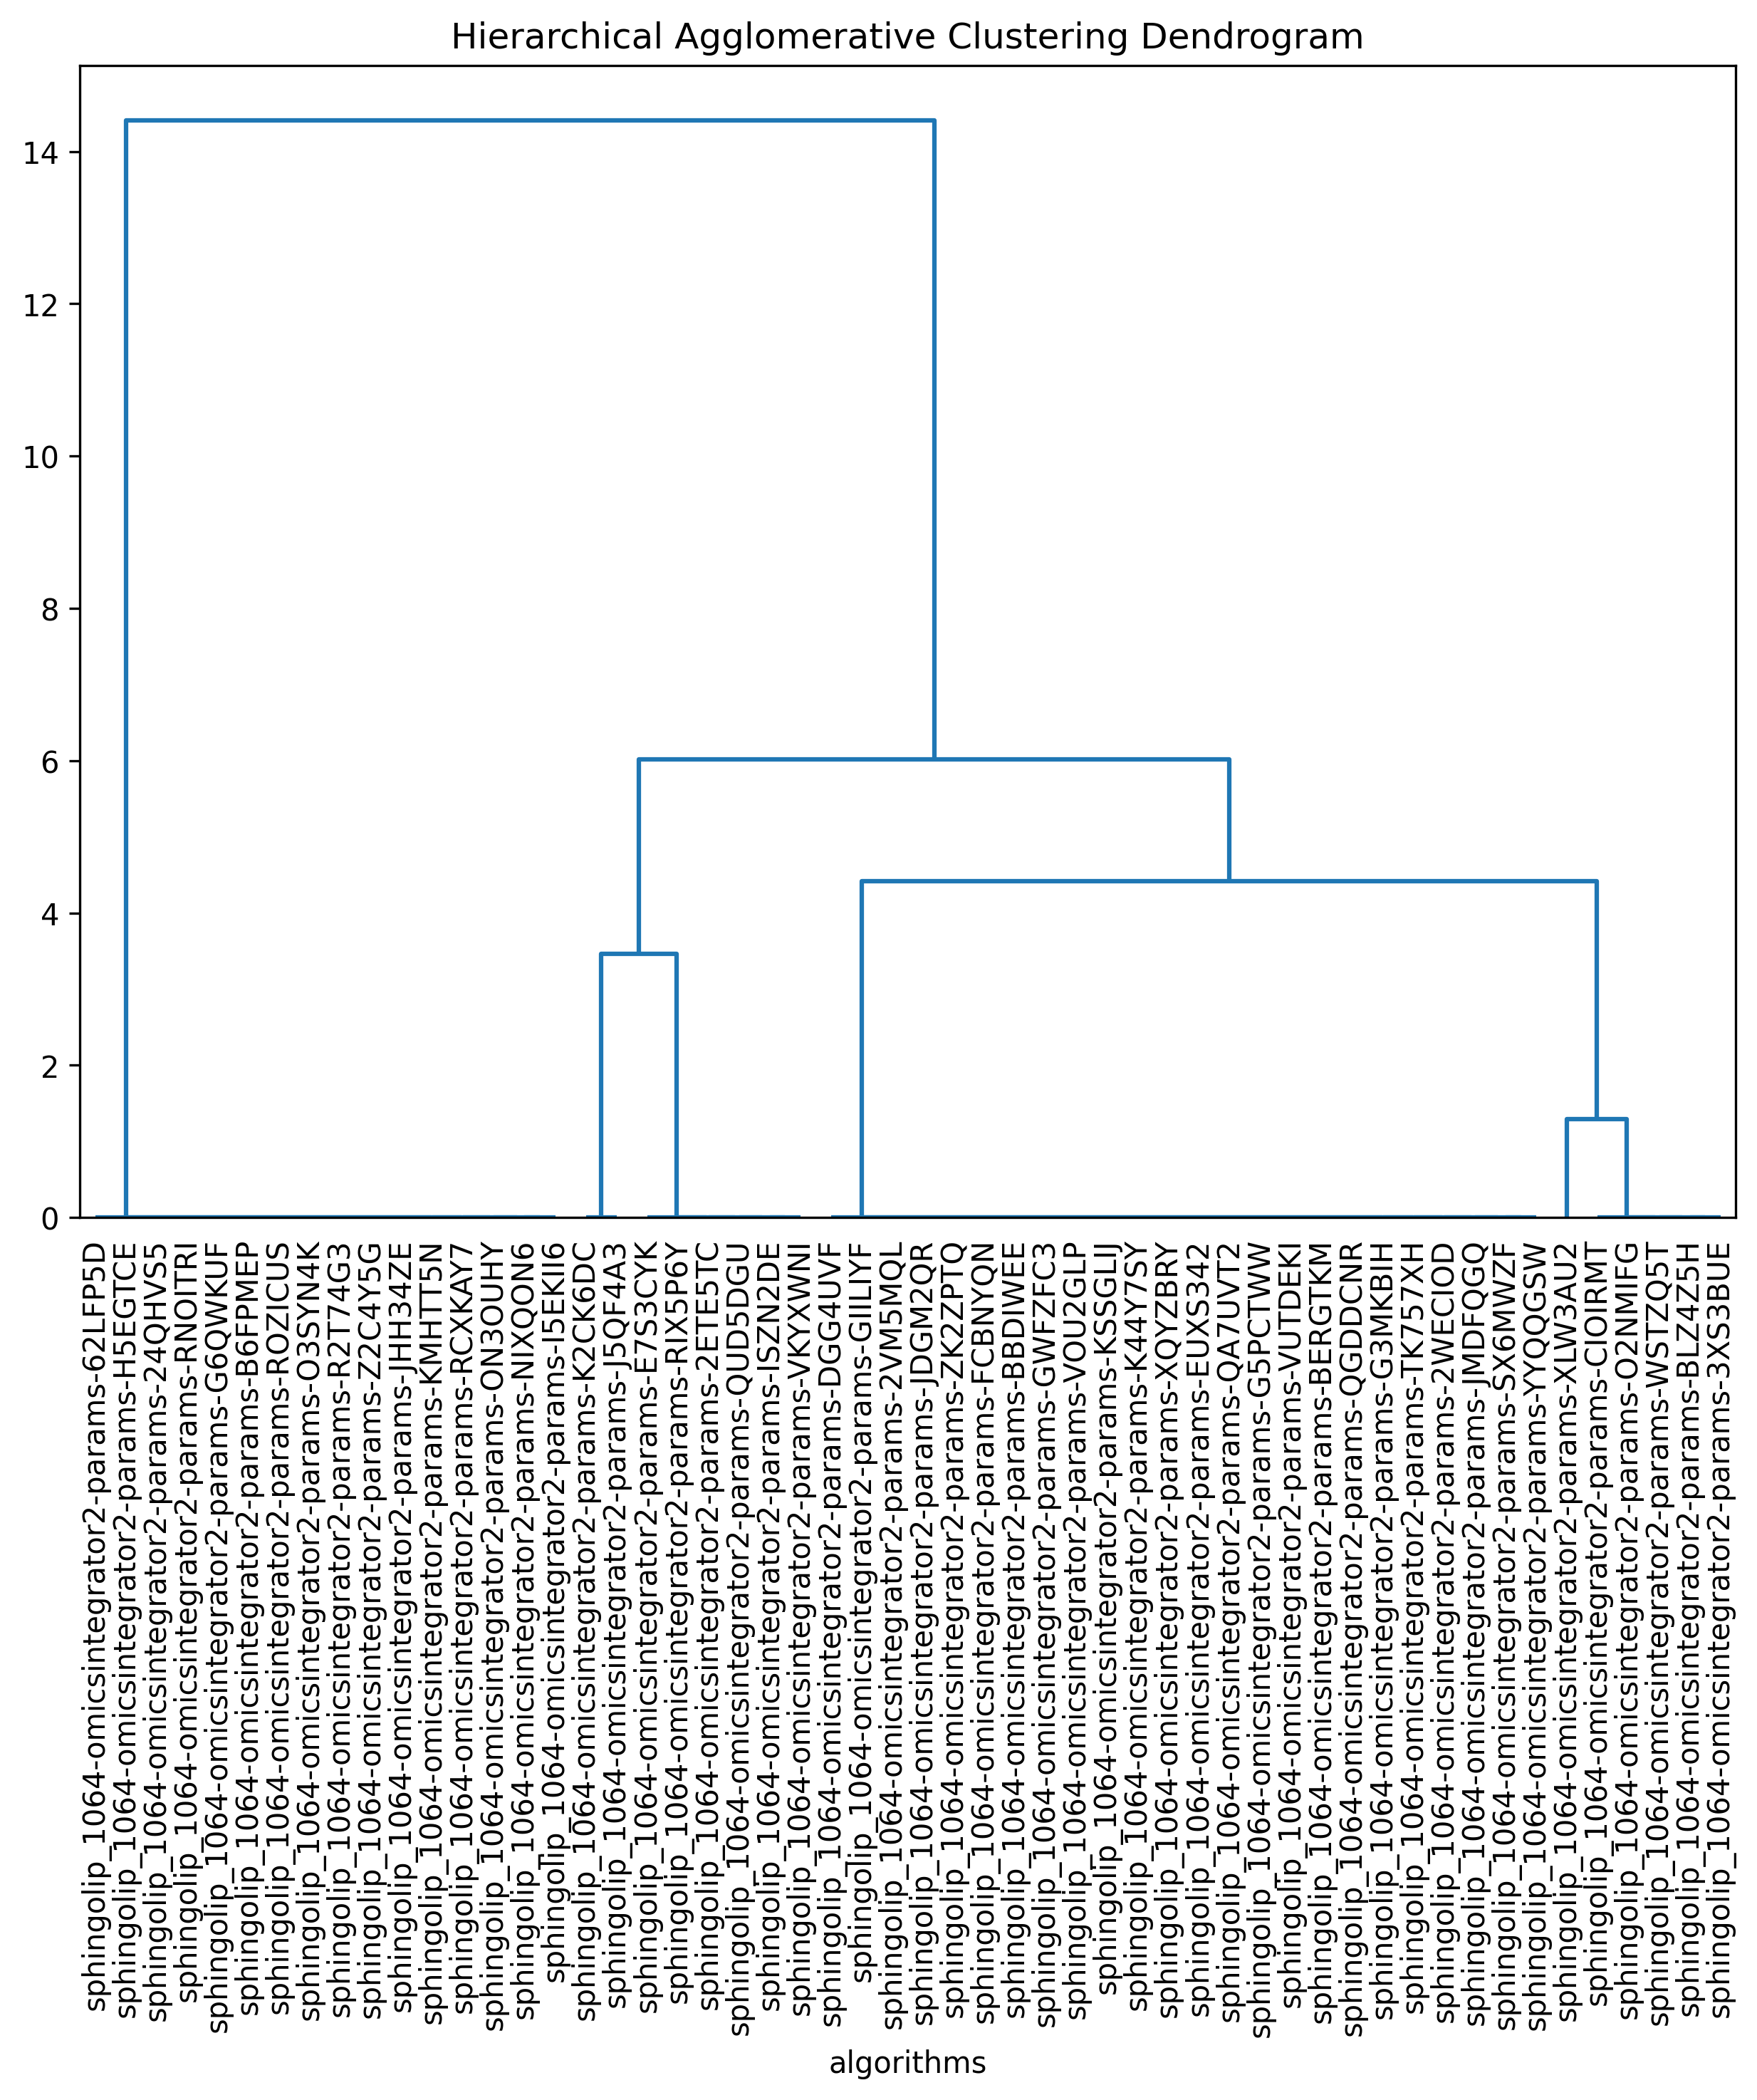 Hierarchical Agglomerative Clustering Dendrogram
14
12
10
8
6
4
2
0
sphingolip_1064-omicsintegrator2-params-62LFP5D
sphingolip_1064-omicsintegrator2-params-H5EGTCE
sphingolip_1064-omicsintegrator2-params-24QHVS5
sphingolip_1064-omicsintegrator2-params-RNOITRI
sphingolip_1064-omicsintegrator2-params-G6QWKUF
sphingolip_1064-omicsintegrator2-params-B6FPMEP
sphingolip_1064-omicsintegrator2-params-ROZICUS
sphingolip_1064-omicsintegrator2-params-O3SYN4K
sphingolip_1064-omicsintegrator2-params-R2T74G3
sphingolip_1064-omicsintegrator2-params-Z2C4Y5G
sphingolip_1064-omicsintegrator2-params-JHH34ZE
sphingolip_1064-omicsintegrator2-params-KMHTT5N
sphingolip_1064-omicsintegrator2-params-RCXKAY7
sphingolip_1064-omicsintegrator2-params-ON3OUHY
sphingolip_1064-omicsintegrator2-params-NIXQON6
sphingolip_1064-omicsintegrator2-params-I5EKII6
sphingolip_1064-omicsintegrator2-params-K2CK6DC
sphingolip_1064-omicsintegrator2-params-J5QF4A3
sphingolip_1064-omicsintegrator2-params-E7S3CYK
sphingolip_1064-omicsintegrator2-params-RIX5P6Y
sphingolip_1064-omicsintegrator2-params-2ETE5TC
sphingolip_1064-omicsintegrator2-params-QUD5DGU
sphingolip_1064-omicsintegrator2-params-ISZN2DE
sphingolip_1064-omicsintegrator2-params-VKYXWNI
sphingolip_1064-omicsintegrator2-params-DGG4UVF
sphingolip_1064-omicsintegrator2-params-GIILIYF
sphingolip_1064-omicsintegrator2-params-2VM5MQL
sphingolip_1064-omicsintegrator2-params-JDGM2QR
sphingolip_1064-omicsintegrator2-params-ZK2ZPTQ
sphingolip_1064-omicsintegrator2-params-FCBNYQN
sphingolip_1064-omicsintegrator2-params-BBDIWEE
sphingolip_1064-omicsintegrator2-params-GWFZFC3
sphingolip_1064-omicsintegrator2-params-VOU2GLP
sphingolip_1064-omicsintegrator2-params-KSSGLIJ
sphingolip_1064-omicsintegrator2-params-K44Y7SY
sphingolip_1064-omicsintegrator2-params-XQYZBRY
sphingolip_1064-omicsintegrator2-params-EUXS342
sphingolip_1064-omicsintegrator2-params-QA7UVT2
sphingolip_1064-omicsintegrator2-params-G5PCTWW
sphingolip_1064-omicsintegrator2-params-VUTDEKI
sphingolip_1064-omicsintegrator2-params-BERGTKM
sphingolip_1064-omicsintegrator2-params-QGDDCNR
sphingolip_1064-omicsintegrator2-params-G3MKBIH
sphingolip_1064-omicsintegrator2-params-TK757XH
sphingolip_1064-omicsintegrator2-params-2WECIOD
sphingolip_1064-omicsintegrator2-params-JMDFQGQ
sphingolip_1064-omicsintegrator2-params-SX6MWZF
sphingolip_1064-omicsintegrator2-params-YYQQGSW
sphingolip_1064-omicsintegrator2-params-XLW3AU2
sphingolip_1064-omicsintegrator2-params-CIOIRMT
sphingolip_1064-omicsintegrator2-params-O2NMIFG
sphingolip_1064-omicsintegrator2-params-WSTZQ5T
sphingolip_1064-omicsintegrator2-params-BLZ4Z5H
sphingolip_1064-omicsintegrator2-params-3XS3BUE
algorithms